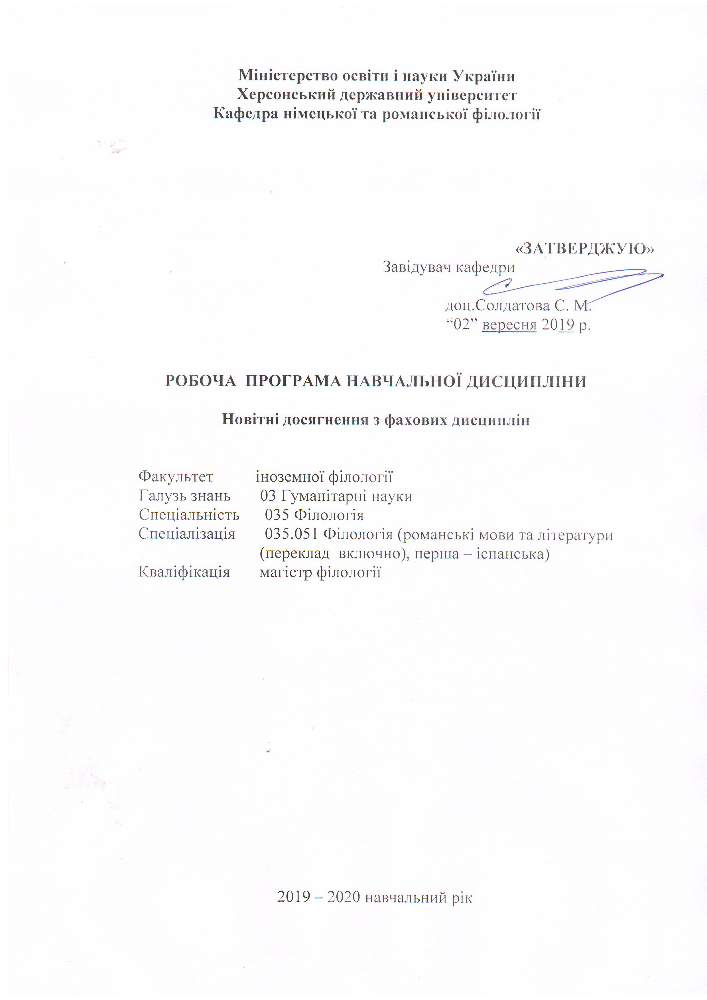 Міністерство освіти і науки України
Херсонський державний університет
Кафедра німецької та романської філології
«ЗАТВЕРДЖУЮ»
Завідувач кафедри
доц.Солдатова С. М.
“02” вересня 2019 р.
РОБОЧА ПРОГРАМА НАВЧАЛЬНОЇ ДИСЦИПЛІНИ
Новітні досягнення з фахових дисциплін
Факультет іноземної філології
Галузь знань 03 Гуманітарні науки
Спеціальність 035 Філологія
Спеціалізація 035.051 Філологія (романські мови та літератури
(переклад включно), перша – іспанська)
Кваліфікація магістр філології
2019 – 2020 навчальний рік